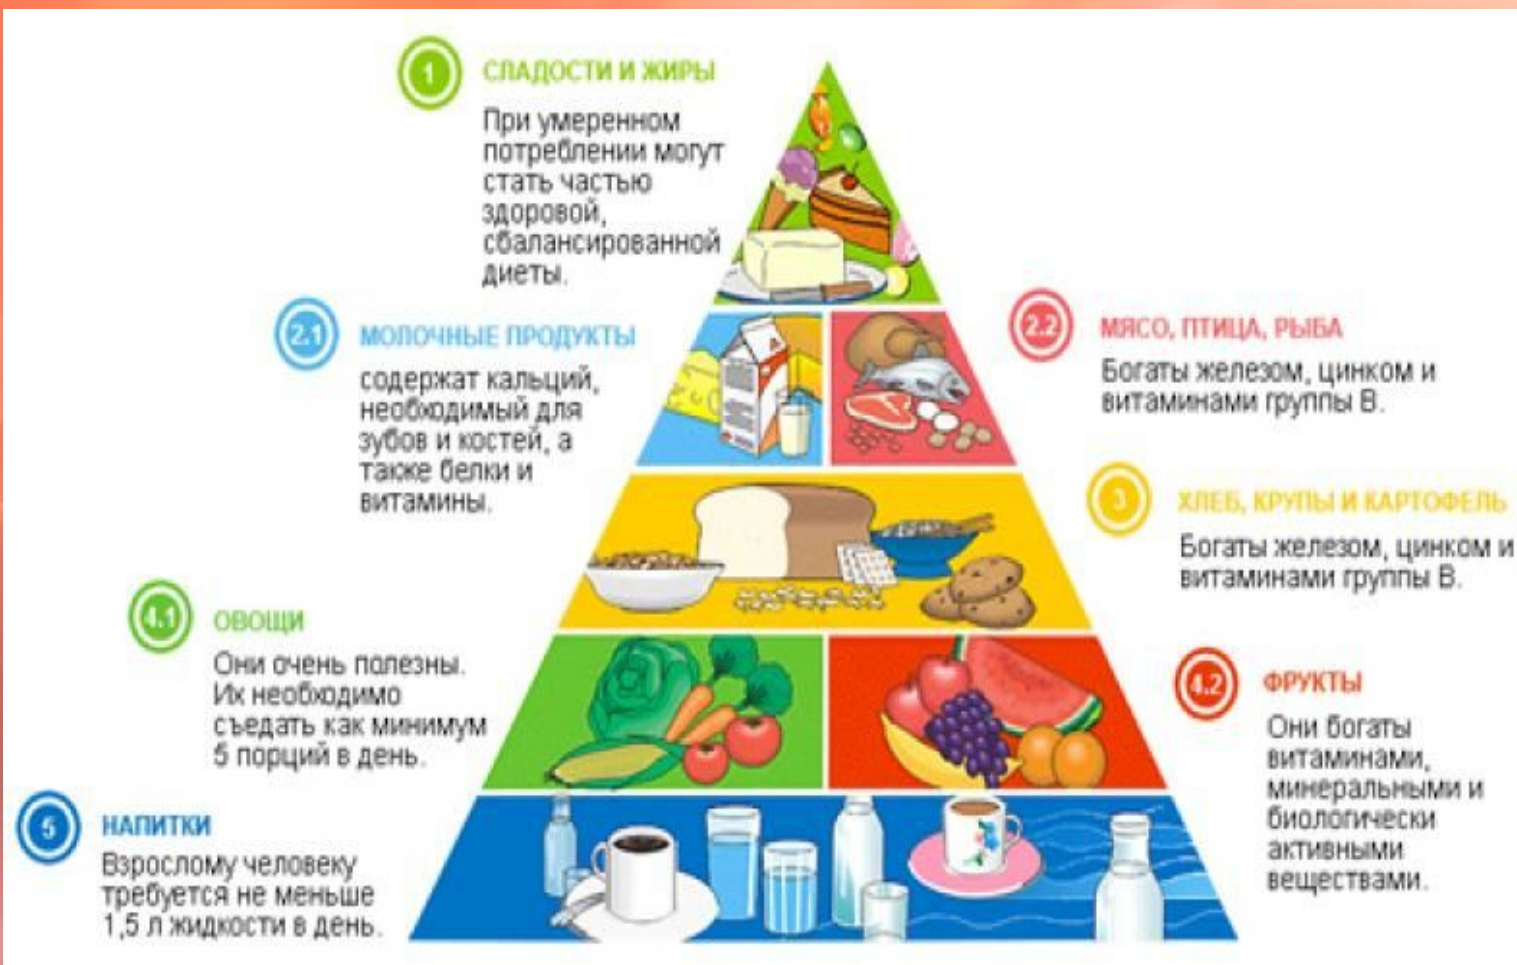 1
СЛАДОСТИ И ЖИРЫ
При умеренном
потреблении могут
стать частью
здоровой,
сбалансированной
диеты.
2.1
МОЛОЧНЫЕ ПРОДУКТЫ
содержат кальций,
необходимый для
зубов и костей, а
также белки и
витамины.
2.2
МЯСО, ПТИЦА, РЫБА
Богаты железом, цинком и
витаминами группы В.
3
ХЛЕБ, КРУПЫ И КАРТОФЕЛЬ
Богаты железом, цинком и
витаминами группы В.
4.1
ОВОЩИ
Они очень полезны.
Их необходимо
съедать как минимум
5 порций в день.
4.2
ФРУКТЫ
Они богаты
витаминами,
минеральными и
биологически
активными
веществами.
5
НАПИТКИ
Взрослому человеку
требуется не меньше
1,5 л жидкости в день.